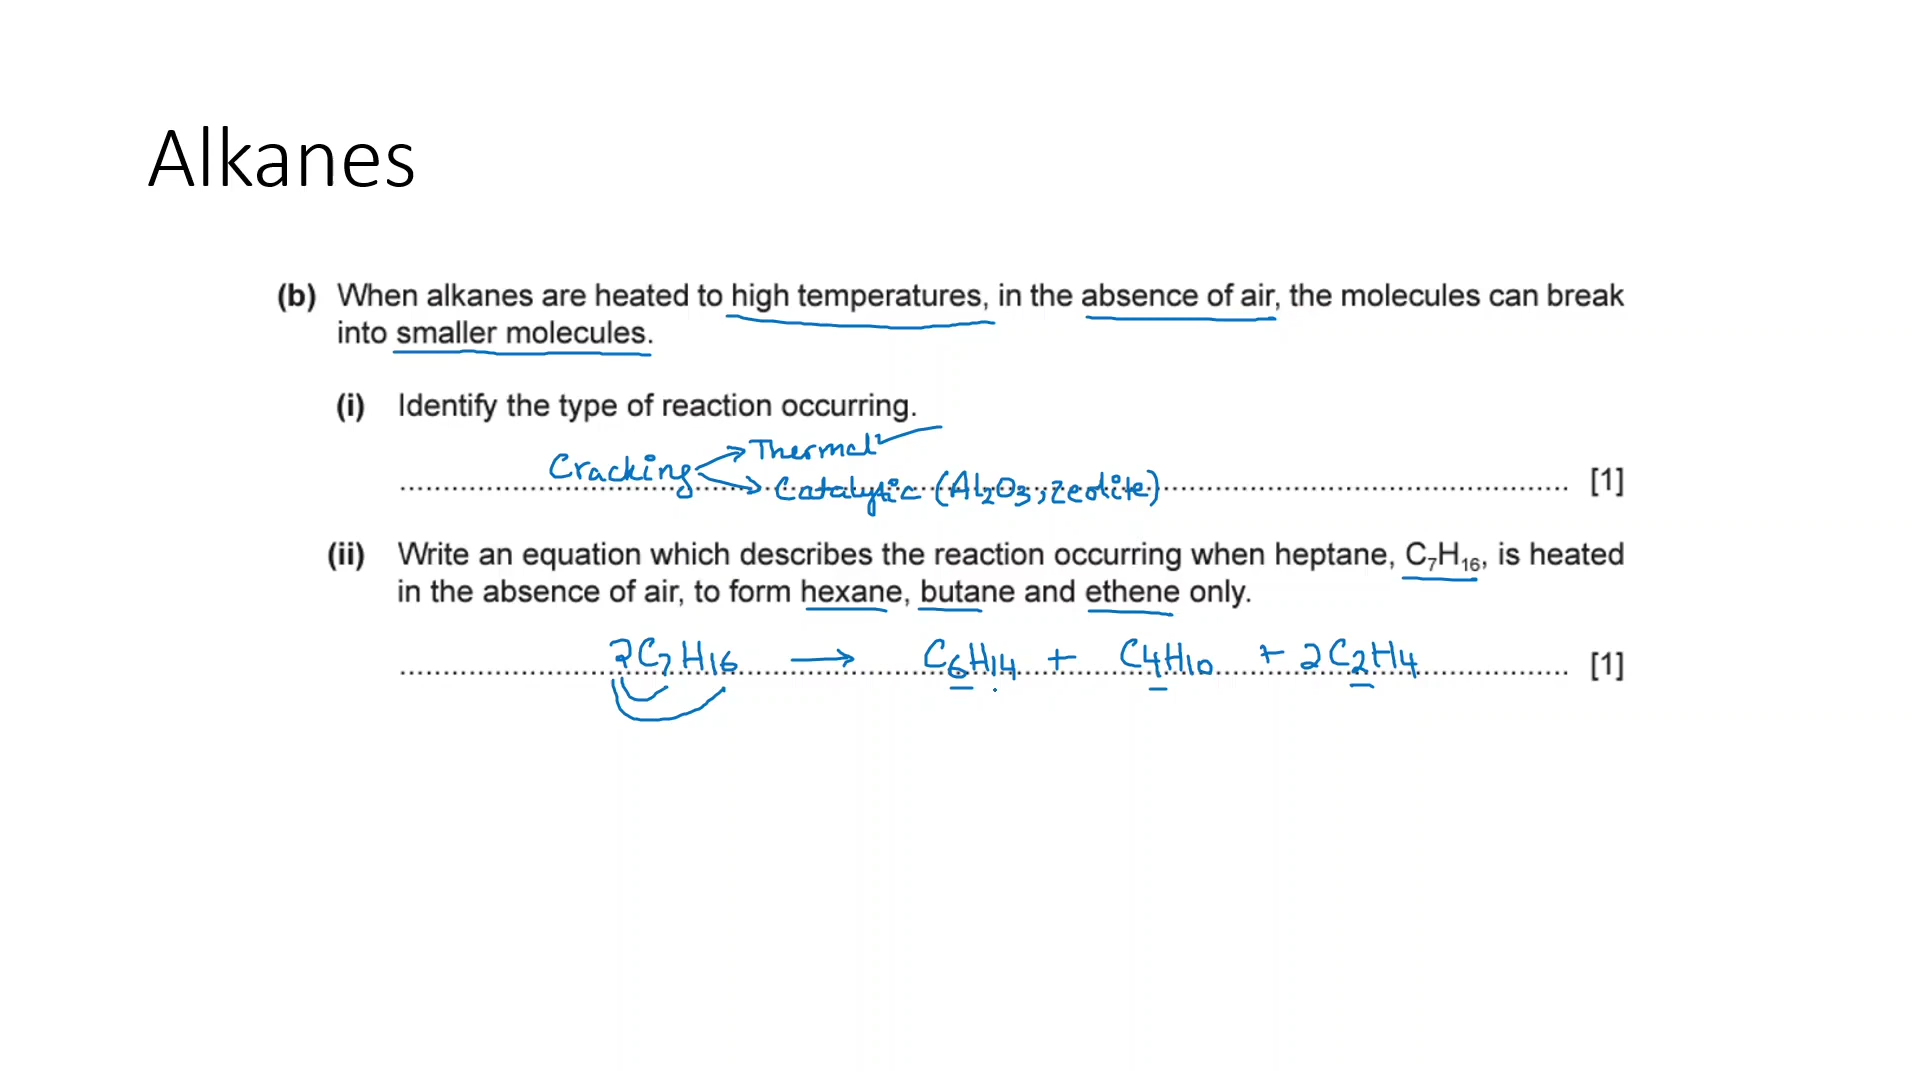 Alkanes
(b) When alkanes are heated to high temperatures, in the absence of air, the molecules can break
into smaller molecules.
(i) Identify the type of reaction occurring.
Thermal
Cracking
Catalytic (Al₂O₃, zeolite)
[1]
(ii) Write an equation which describes the reaction occurring when heptane, C₇H₁₆, is heated
in the absence of air, to form hexane, butane and ethene only.
2C₇H₁₆ → C₆H₁₄ + C₄H₁₀ + 2C₂H₄ [1]